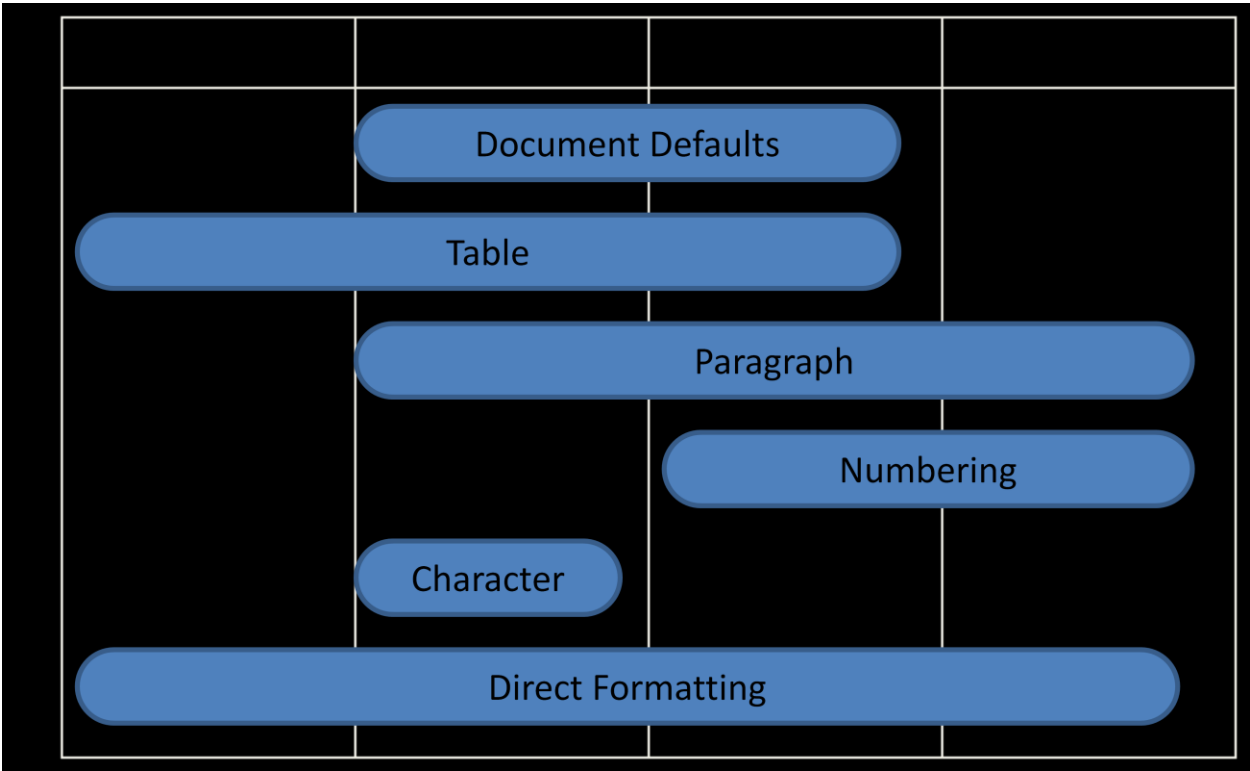 Document Defaults
Table
Paragraph
Numbering
Character
Direct Formatting